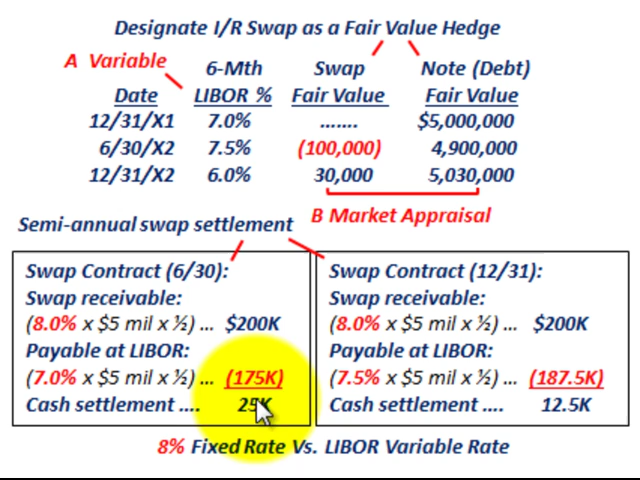 Designate I/R Swap as a Fair Value Hedge
A Variable
6-Mth Swap Note (Debt)
Date LIBOR % Fair Value Fair Value
12/31/X1 7.0% ....... $5,000,000
6/30/X2 7.5% (100,000) 4,900,000
12/31/X2 6.0% 30,000 5,030,000
B Market Appraisal
Semi-annual swap settlement
Swap Contract (6/30):
Swap receivable:
(8.0% x $5 mil x ½) ... $200K
Payable at LIBOR:
(7.0% x $5 mil x ½) ... (175K)
Cash settlement .... 25K
Swap Contract (12/31):
Swap receivable:
(8.0% x $5 mil x ½) ... $200K
Payable at LIBOR:
(7.5% x $5 mil x ½) ... (187.5K)
Cash settlement .... 12.5K
8% Fixed Rate Vs. LIBOR Variable Rate